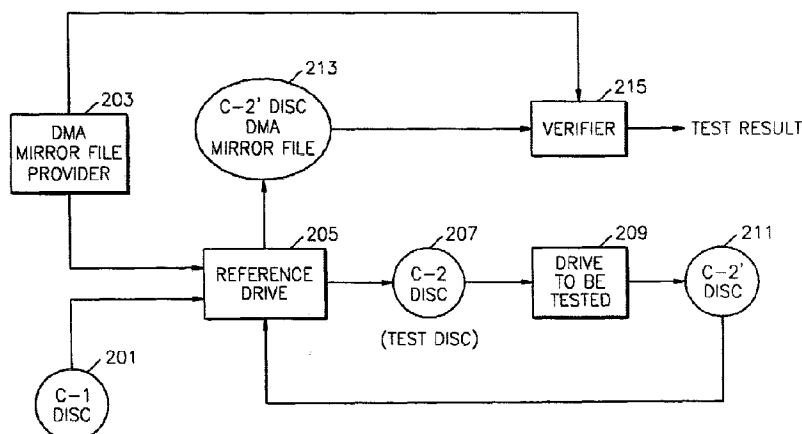 203
DMA
MIRROR FILE
PROVIDER
213
C-2' DISC
DMA
MIRROR FILE
215
VERIFIER
TEST RESULT
205
REFERENCE
DRIVE
207
C-2
DISC
(TEST DISC)
209
DRIVE
TO BE
TESTED
211
C-2'
DISC
201
C-1
DISC